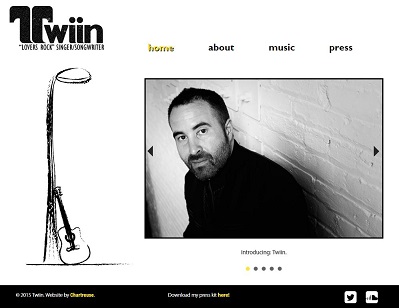 Twiin
"LOVERS ROCK" SINGER/SONGWRITER
home about music press
Introducing: Twiin.
© 2015 Twiin. Website by Chartreuse. Download my press kit here!